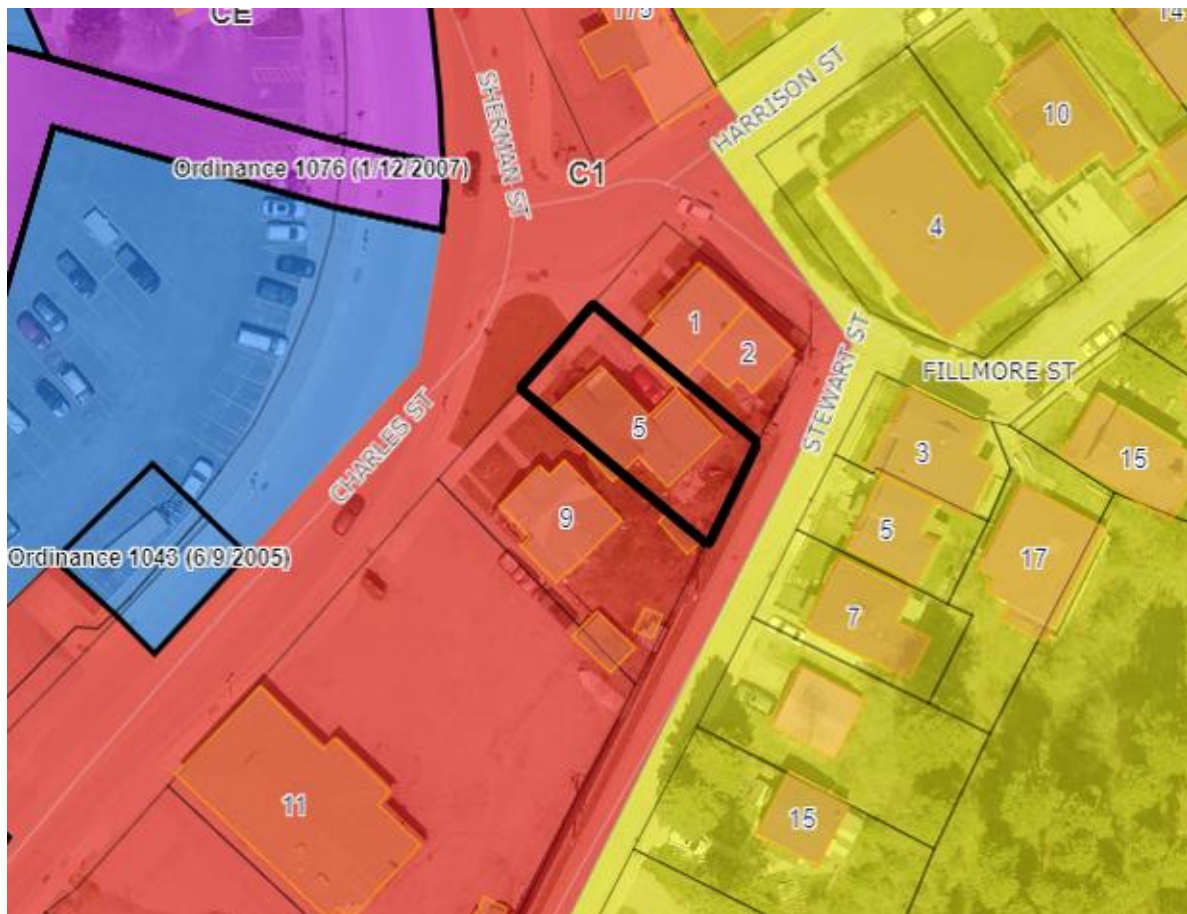 CE
175
14
SHERMAN ST
HARRISON ST
10
Ordinance 1076 (1/12/2007)
C1
4
1
2
STEWART ST
FILLMORE ST
CHARLES ST
5
3
15
9
5
17
Ordinance 1043 (6/9/2005)
7
11
15